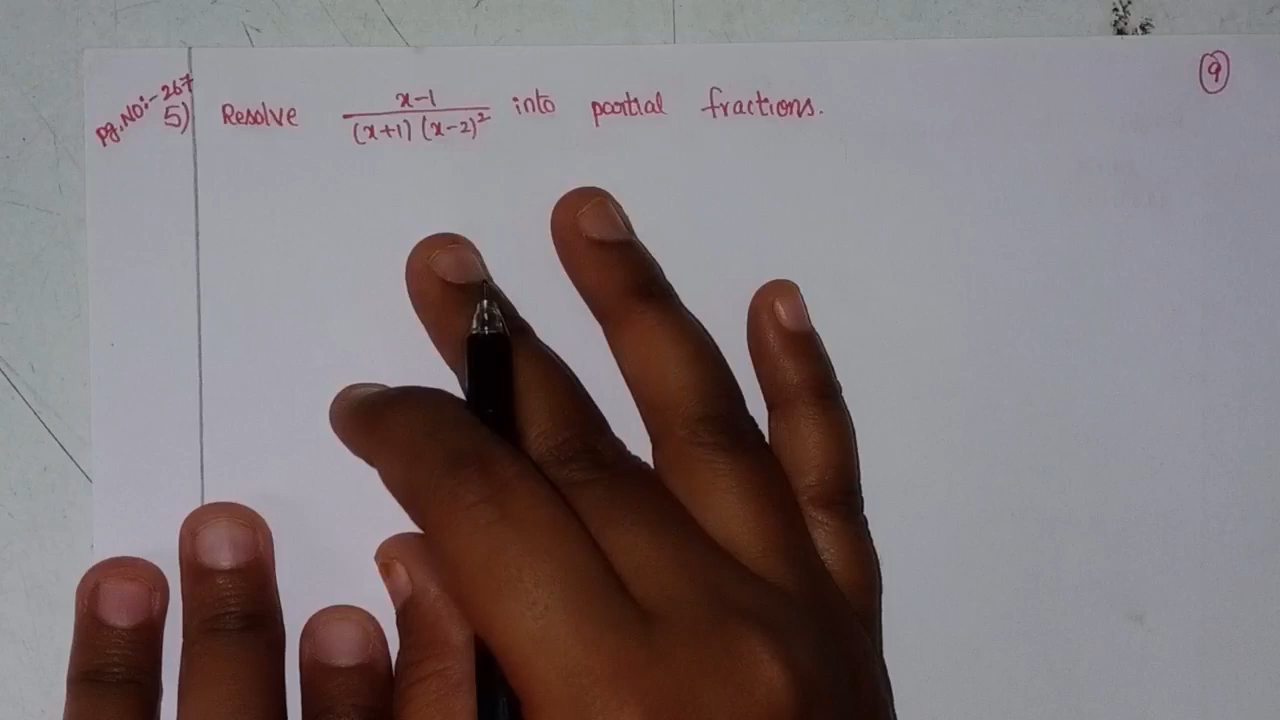 9
pg.NO:- 267
5) Resolve x-1 / (x+1) (x-2)² into partial fractions.